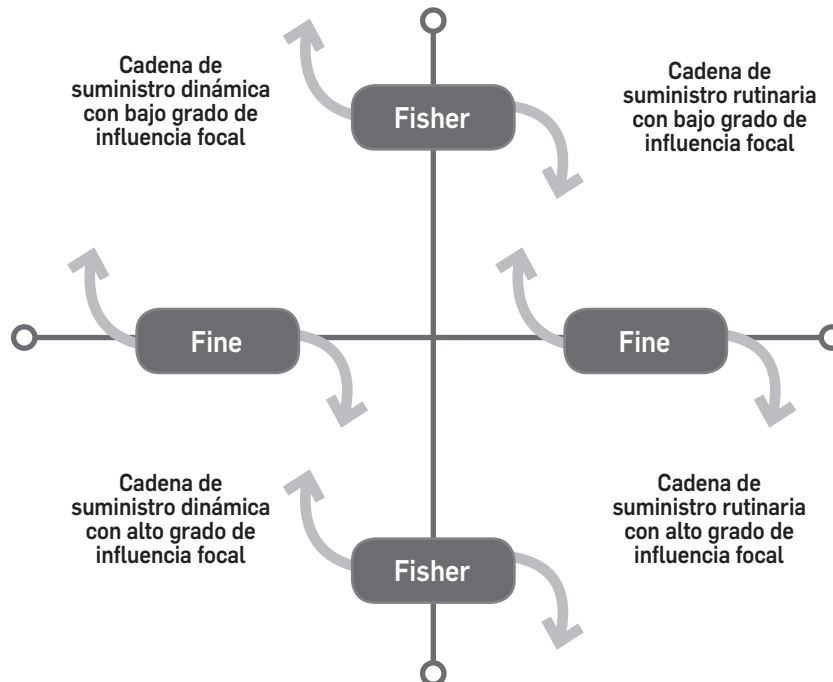 Cadena de
suministro dinámica
con bajo grado de
influencia focal
Fisher
Cadena de
suministro rutinaria
con bajo grado de
influencia focal
Fine
Fine
Cadena de
suministro dinámica
con alto grado de
influencia focal
Fisher
Cadena de
suministro rutinaria
con alto grado de
influencia focal